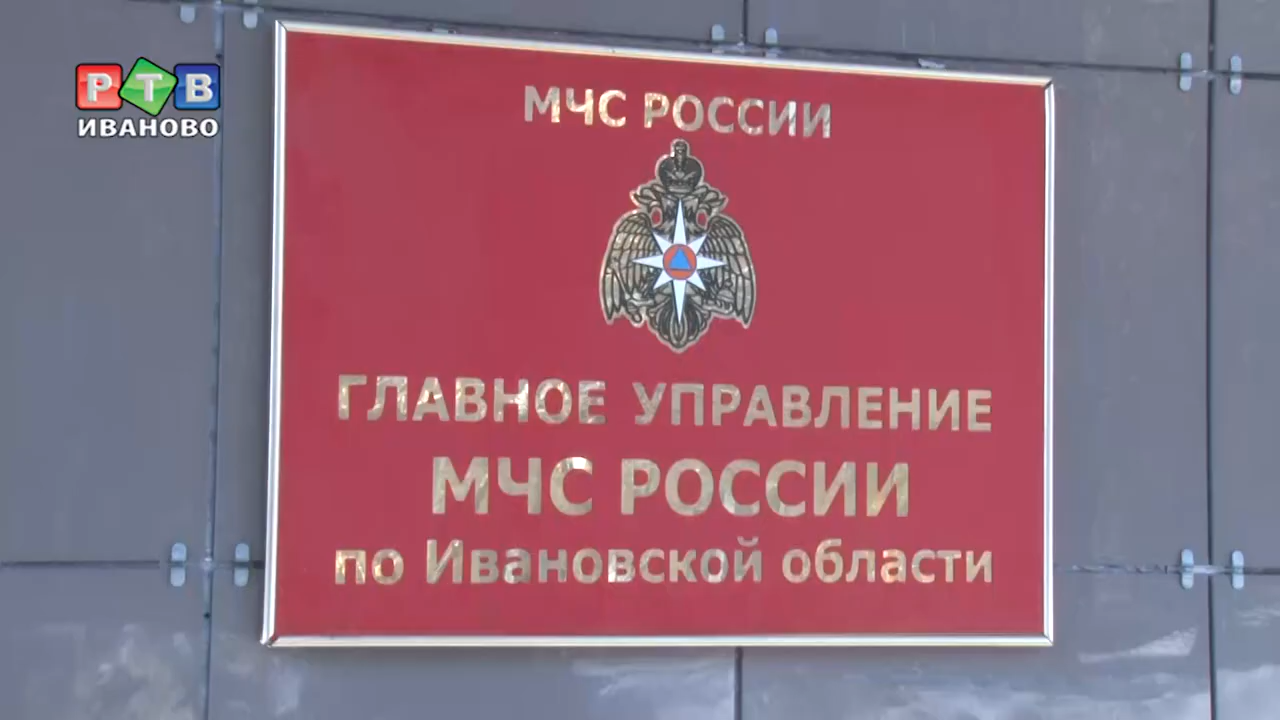 РТВ
ИВАНОВО
МЧС РОССИИ
ГЛАВНОЕ УПРАВЛЕНИЕ
МЧС РОССИИ
по Ивановской области